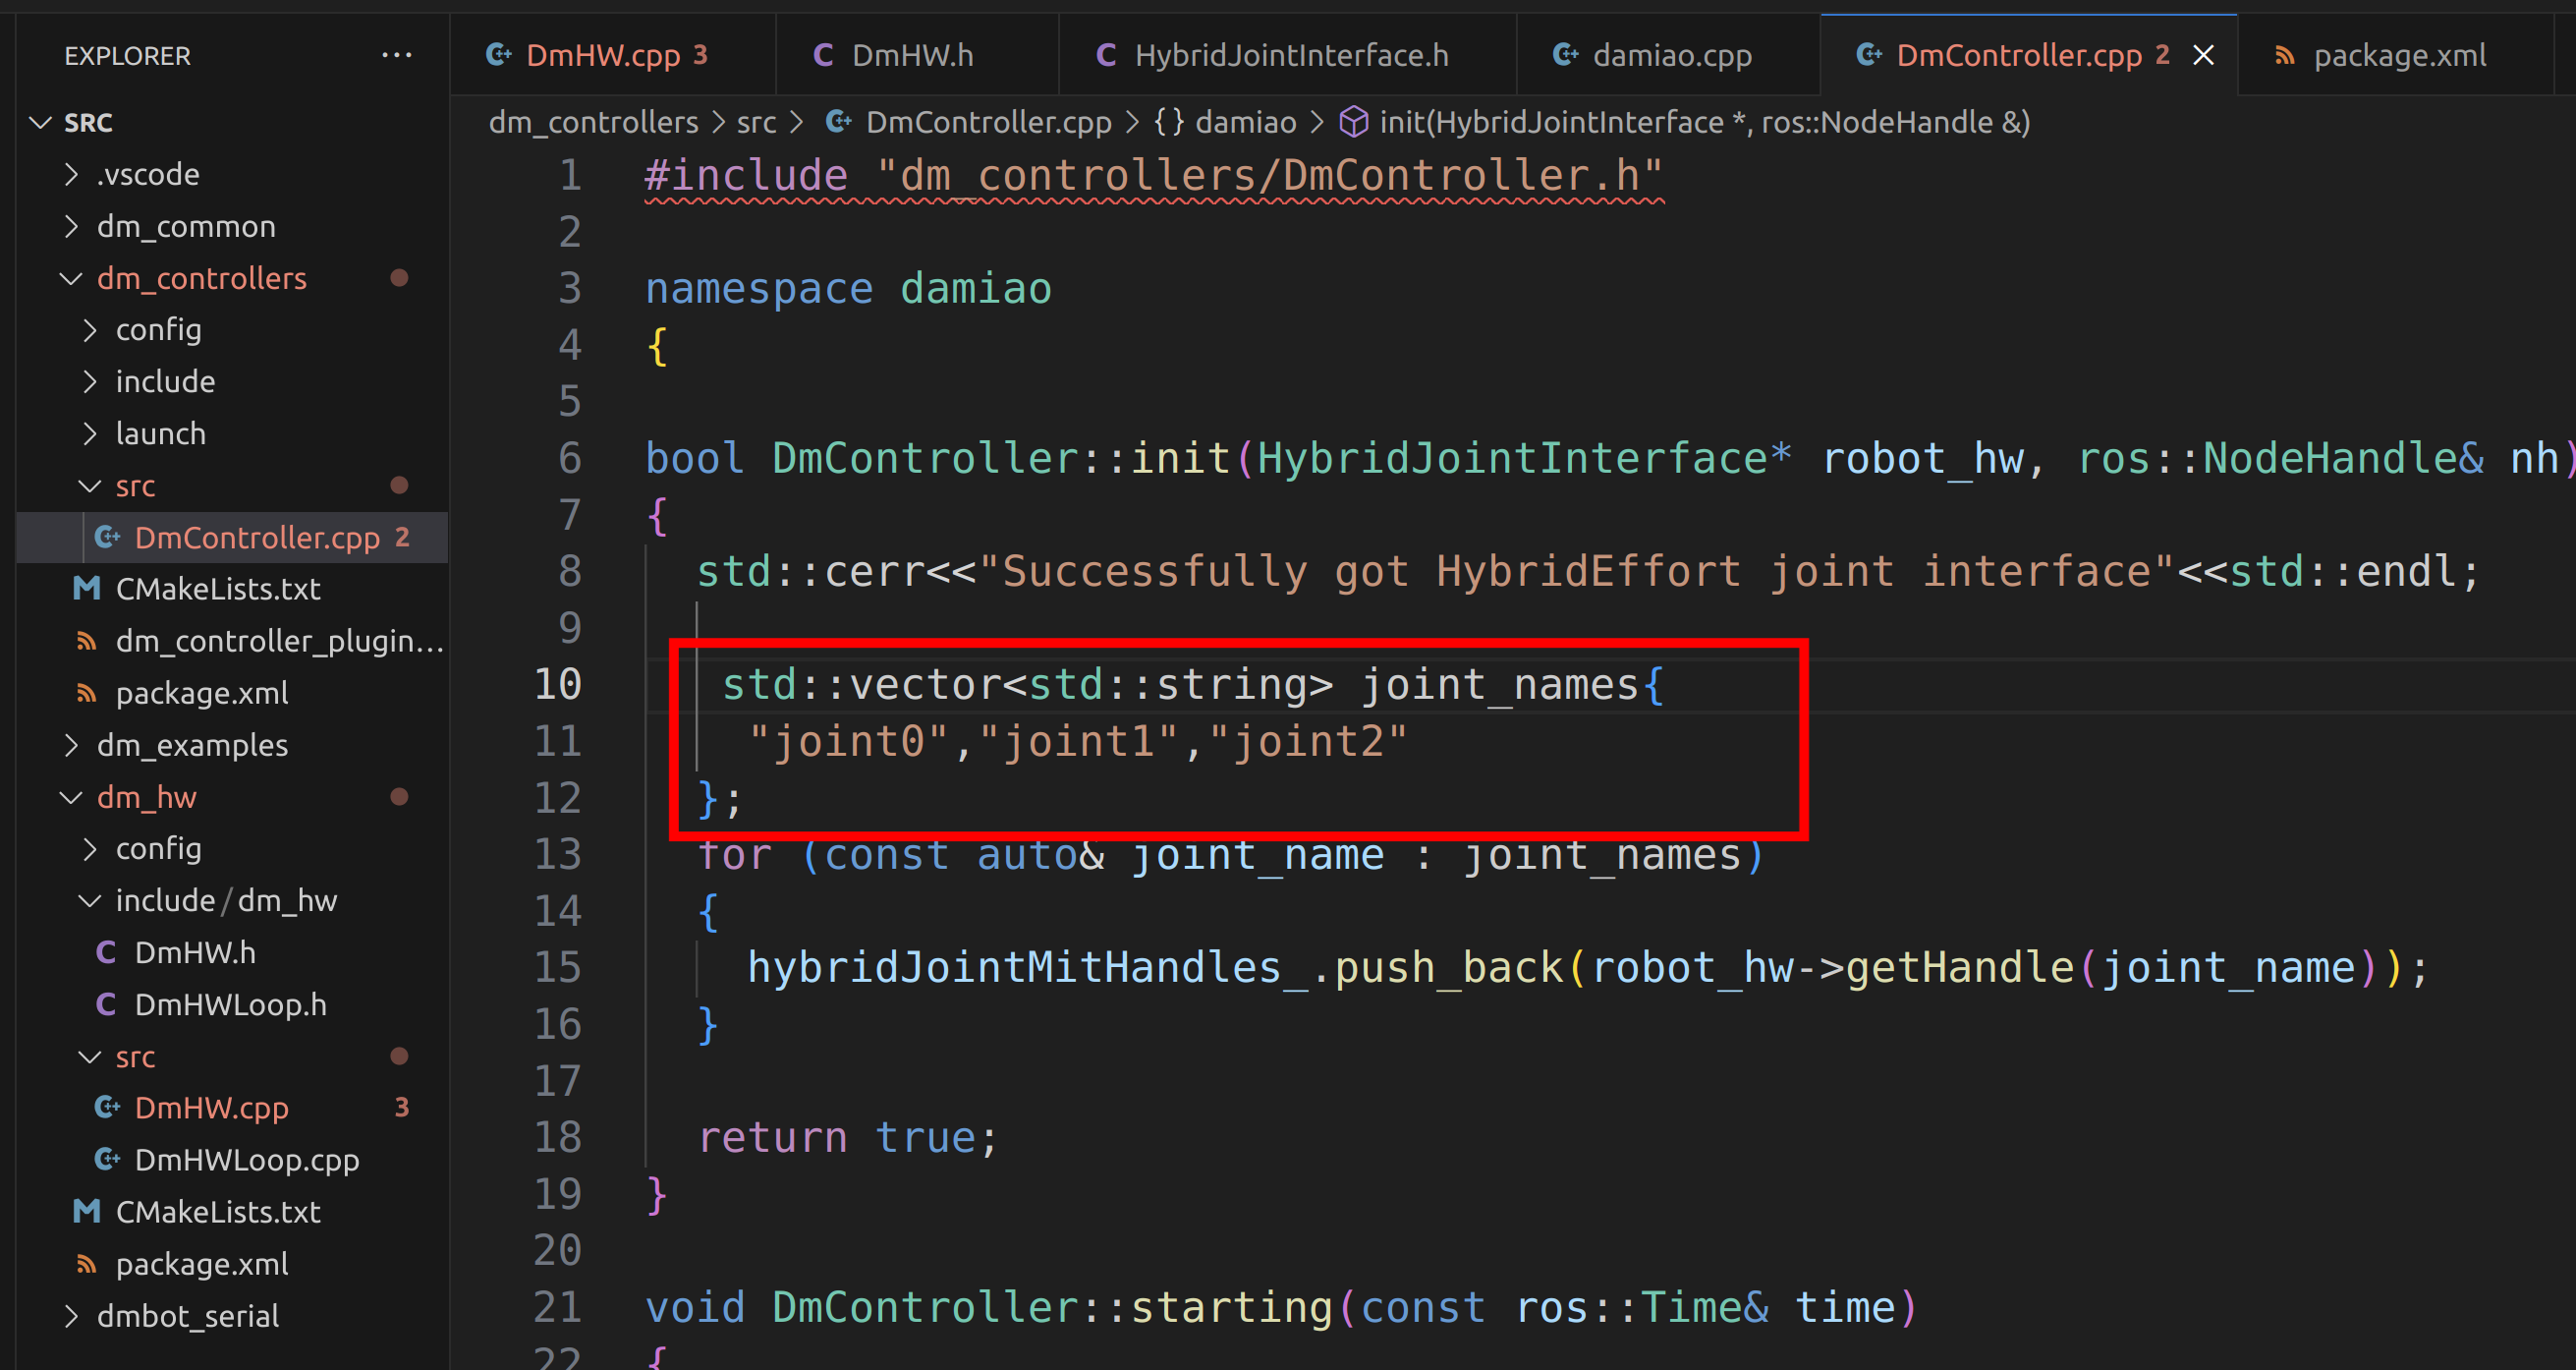 EXPLORER ...
SRC
.vscode
dm_common
dm_controllers
config
include
launch
src
DmController.cpp 2
CMakeLists.txt
dm_controller_plugin...
package.xml
dm_examples
dm_hw
config
include/dm_hw
DmHW.h
DmHWLoop.h
src
DmHW.cpp 3
DmHWLoop.cpp
CMakeLists.txt
package.xml
dmbot_serial
DmHW.cpp 3
DmHW.h
HybridJointInterface.h
damiao.cpp
DmController.cpp 2
package.xml
dm_controllers > src > DmController.cpp > {} damiao > init(HybridJointInterface *, ros::NodeHandle &)
1 #include "dm_controllers/DmController.h"
2
3 namespace damiao
4 {
5
6 bool DmController::init(HybridJointInterface* robot_hw, ros::NodeHandle& nh)
7 {
8 std::cerr<<"Successfully got HybridEffort joint interface"<<std::endl;
9
10 std::vector<std::string> joint_names{
11 "joint0","joint1","joint2"
12 };
13 for (const auto& joint_name : joint_names)
14 {
15 hybridJointMitHandles_.push_back(robot_hw->getHandle(joint_name));
16 }
17
18 return true;
19 }
20
21 void DmController::starting(const ros::Time& time)
22 {